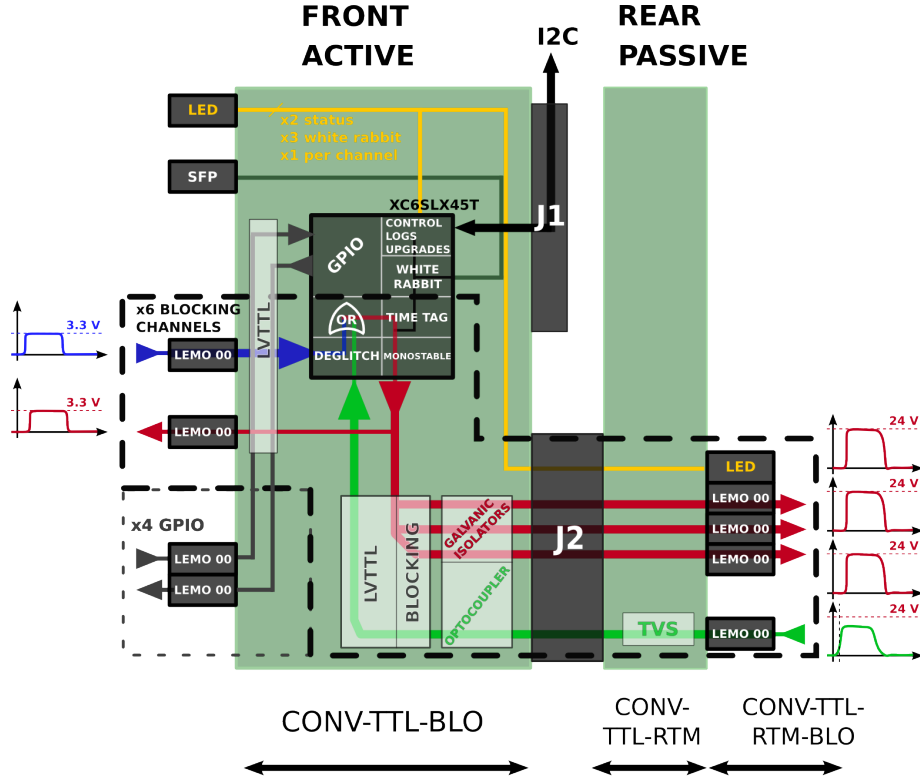 FRONT
ACTIVE
REAR
PASSIVE
I2C
LED
x2 status
x3 white rabbit
x1 per channel
SFP
XC6SLX45T
J1
GPIO
CONTROL
LOGS
UPGRADES
WHITE
RABBIT
OR
TIME TAG
DEGLITCH
MONOSTABLE
LVTTL
x6 BLOCKING
CHANNELS
3.3 V
LEMO 00
3.3 V
LEMO 00
x4 GPIO
LEMO 00
LEMO 00
LVTTL
BLOCKING
GALVANIC
ISOLATORS
OPTOCOUPLER
J2
TVS
LED
LEMO 00
LEMO 00
LEMO 00
LEMO 00
24 V
24 V
24 V
24 V
CONV-TTL-BLO
CONV-
TTL-RTM
CONV-TTL-
RTM-BLO